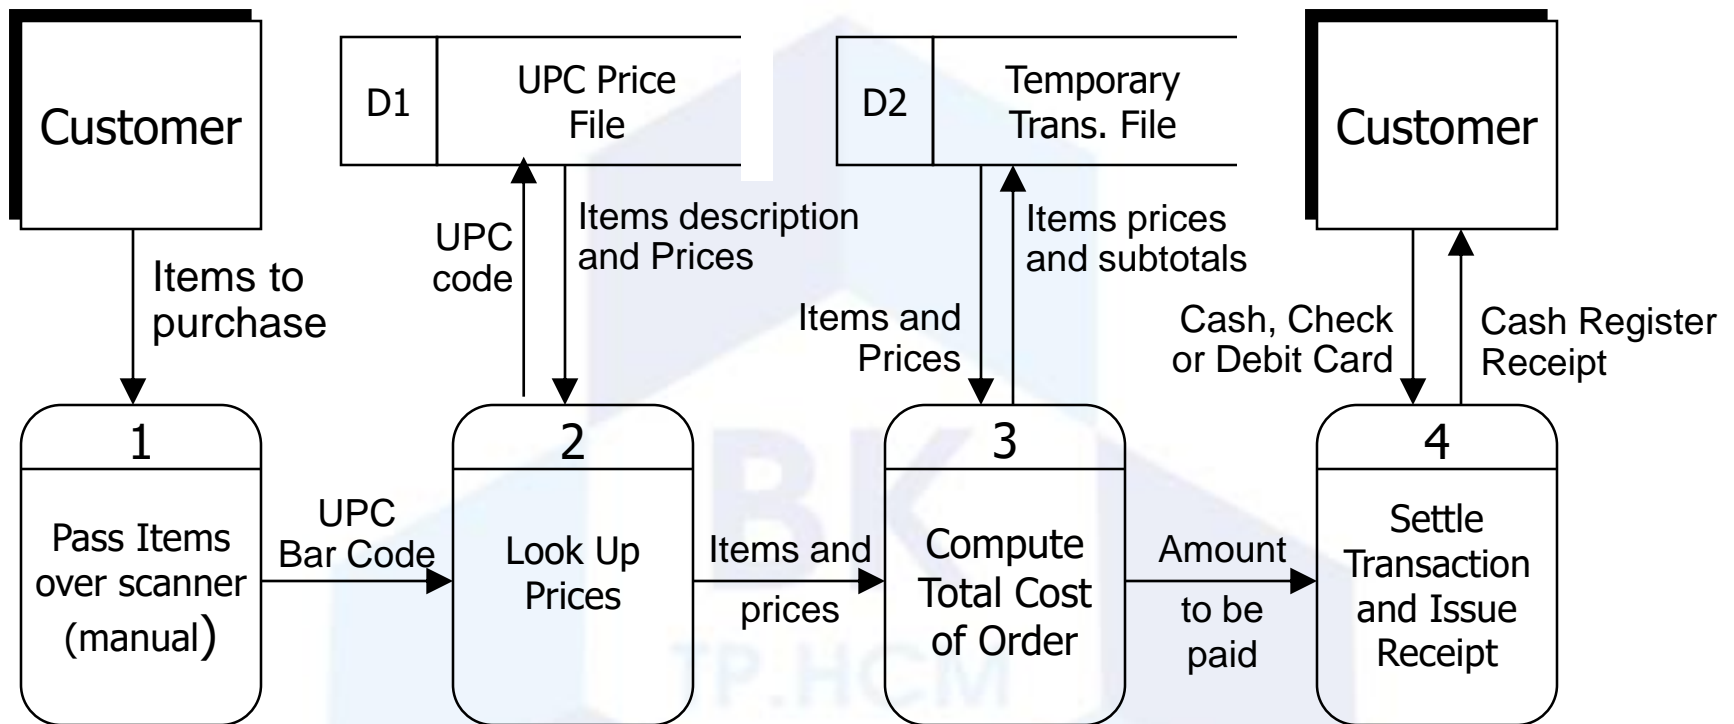 Customer
D1
UPC Price
File
D2
Temporary
Trans. File
Customer
Items to
purchase
UPC
code
Items description
and Prices
Items and
Prices
Items prices
and subtotals
Cash, Check
or Debit Card
Cash Register
Receipt
1
Pass Items
over scanner
(manual)
UPC
Bar Code
2
Look Up
Prices
Items and
prices
3
Compute
Total Cost
of Order
Amount
to be
paid
4
Settle
Transaction
and Issue
Receipt
BK
TP.HCM